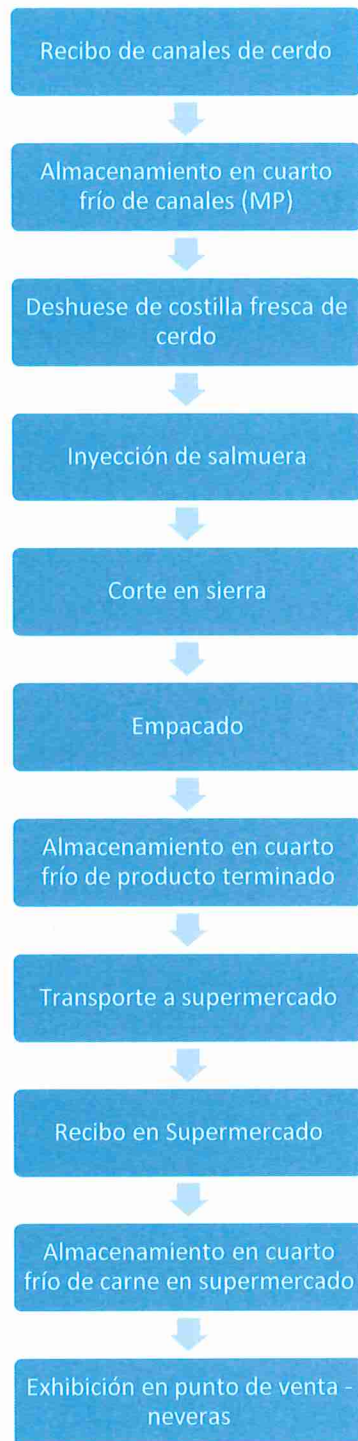 Recibo de canales de cerdo
Almacenamiento en cuarto
frío de canales (MP)
Deshuese de costilla fresca de
cerdo
Inyección de salmuera
Corte en sierra
Empacado
Almacenamiento en cuarto
frío de producto terminado
Transporte a supermercado
Recibo en Supermercado
Almacenamiento en cuarto
frío de carne en supermercado
Exhibición en punto de venta -
neveras